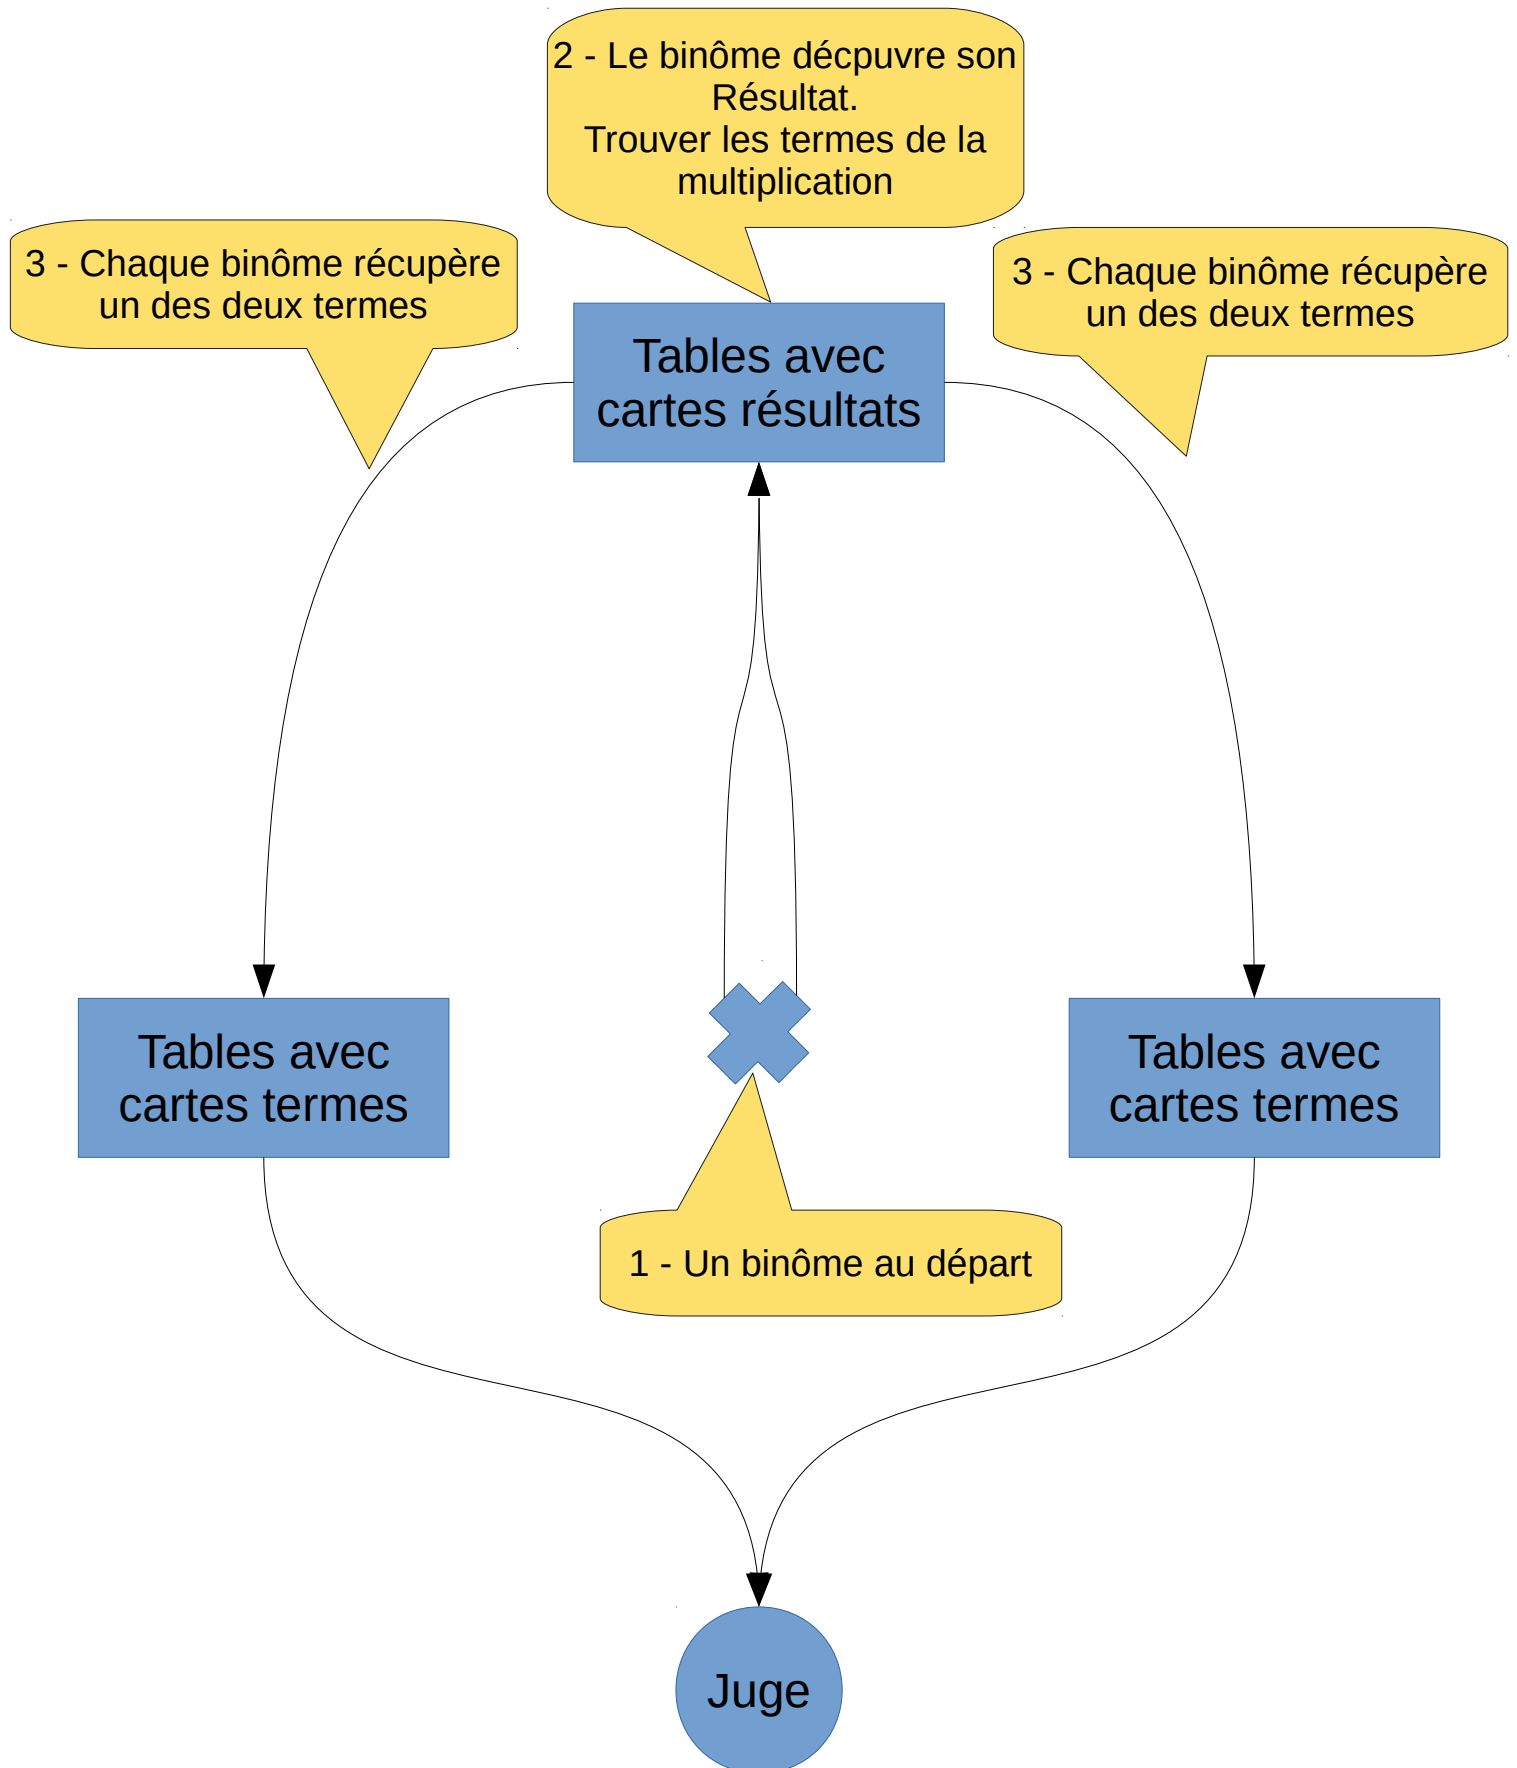 2 - Le binôme décpuvre son
Résultat.
Trouver les termes de la
multiplication
3 - Chaque binôme récupère
un des deux termes
3 - Chaque binôme récupère
un des deux termes
Tables avec
cartes résultats
Tables avec
cartes termes
Tables avec
cartes termes
1 - Un binôme au départ
Juge